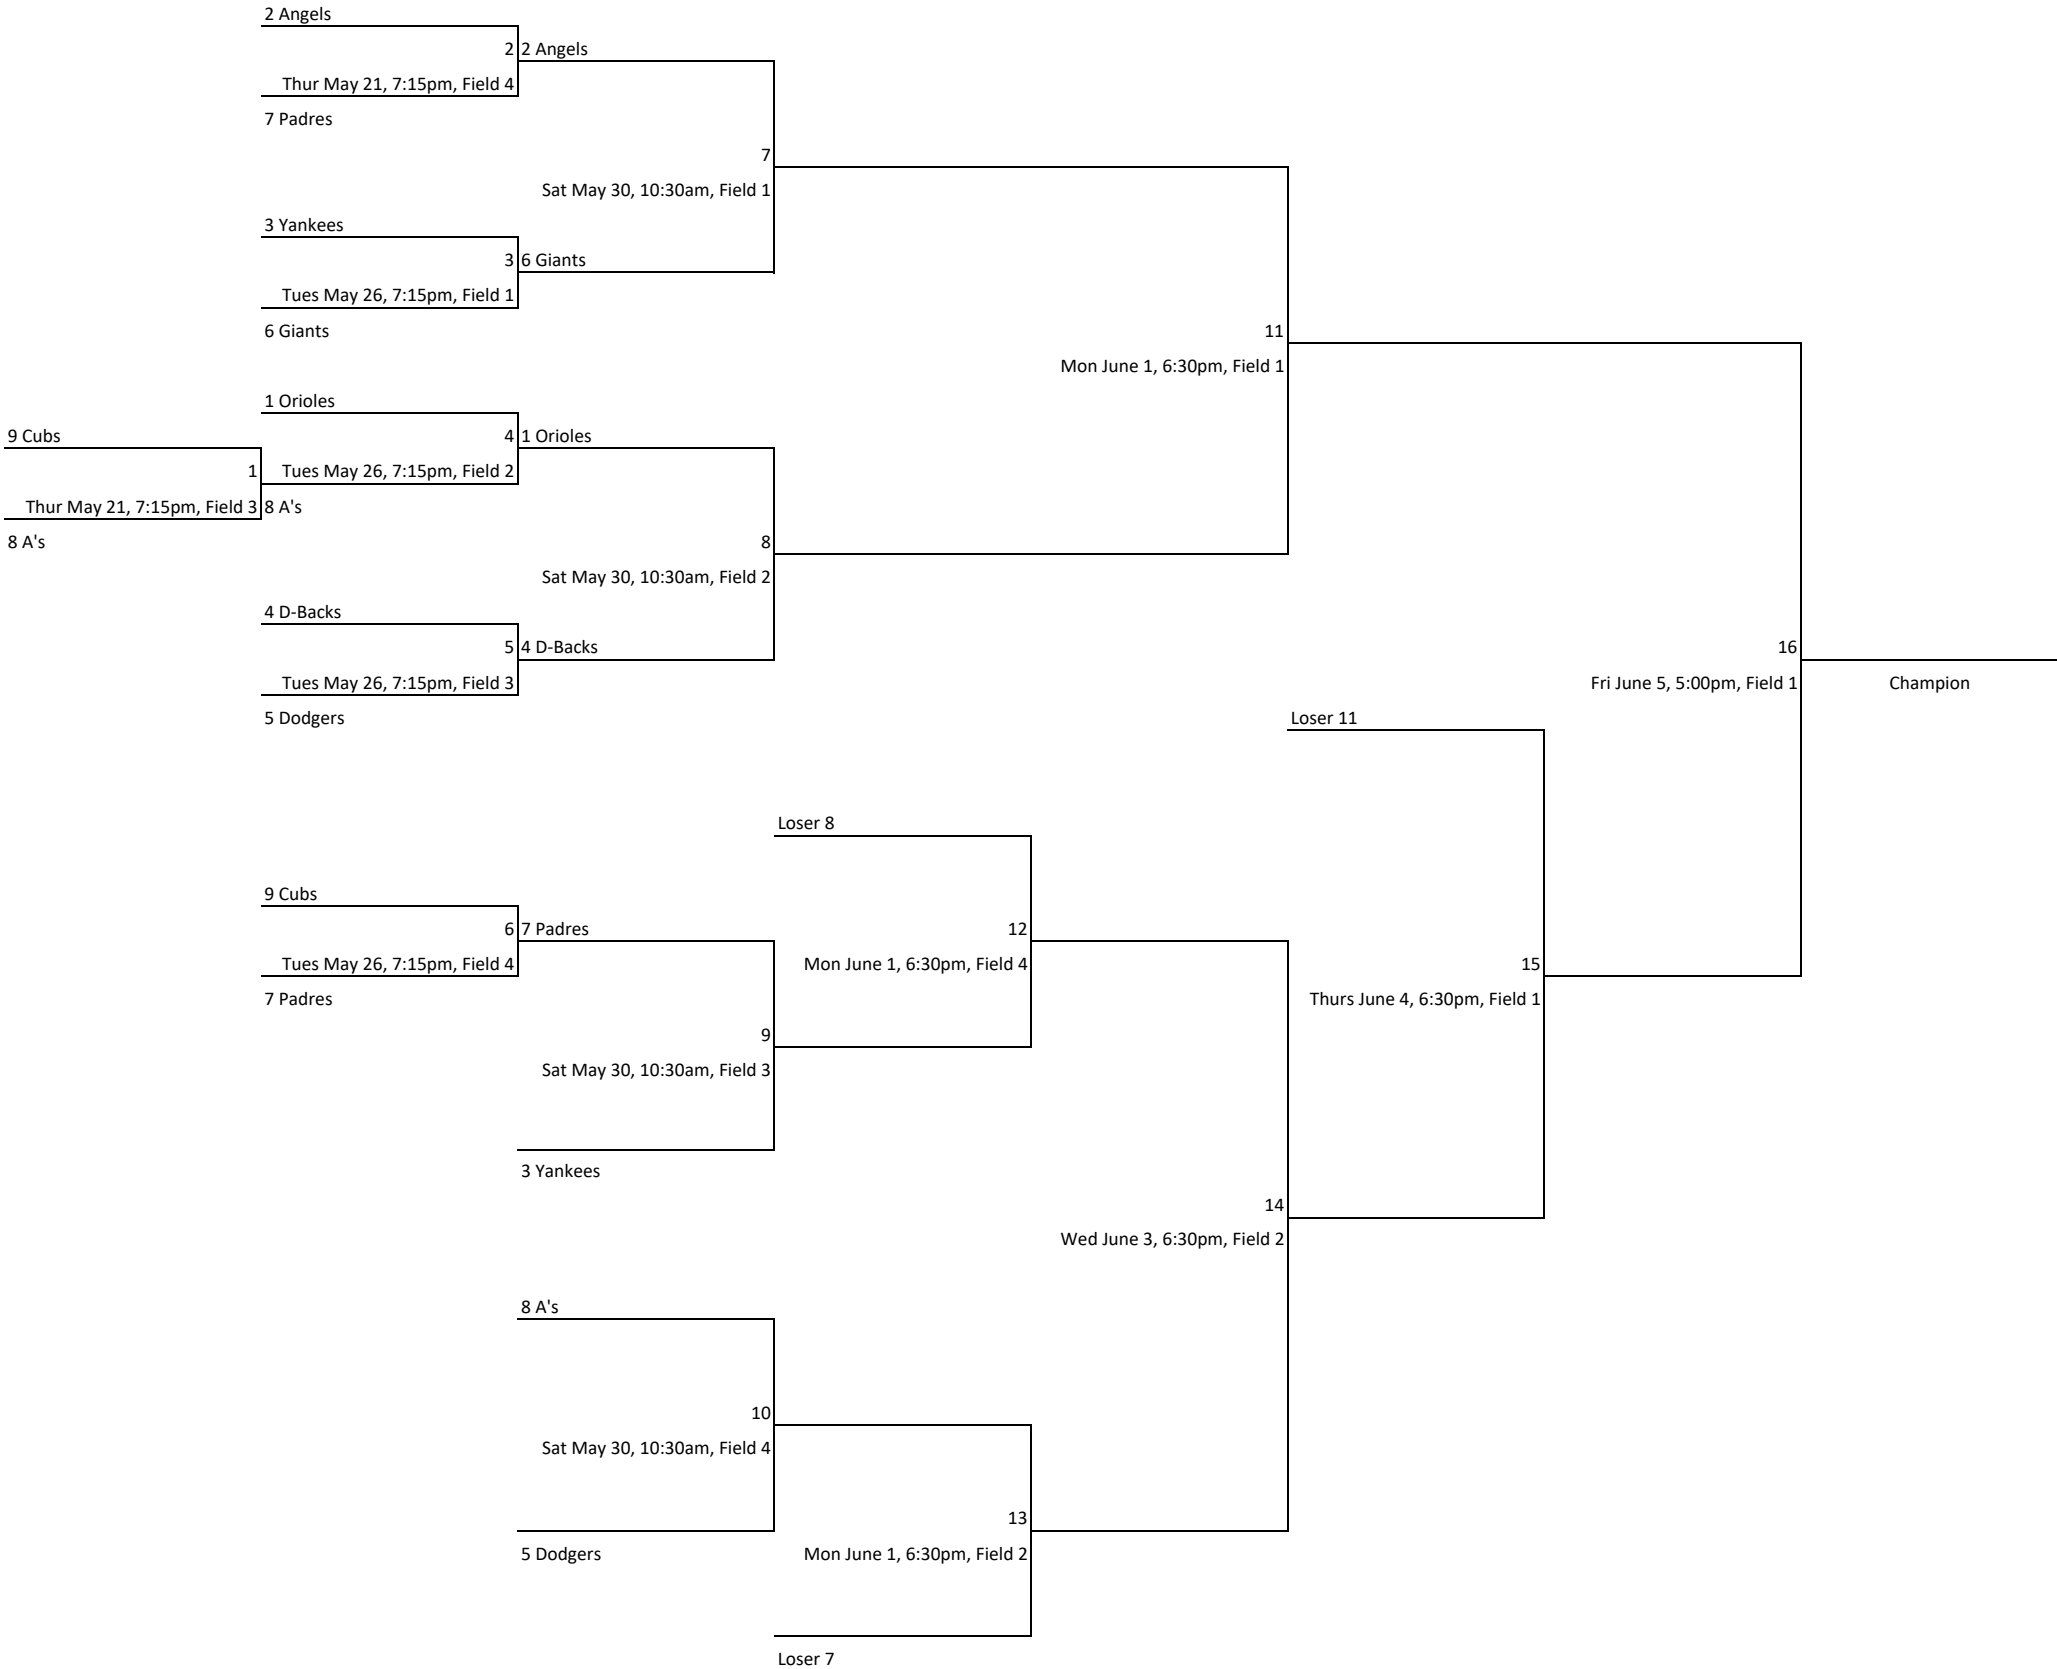 2 Angels
2 2 Angels
Thur May 21, 7:15pm, Field 4
7 Padres
7
Sat May 30, 10:30am, Field 1
3 Yankees
3 6 Giants
Tues May 26, 7:15pm, Field 1
6 Giants
11
Mon June 1, 6:30pm, Field 1
1 Orioles
9 Cubs
4 1 Orioles
1
Tues May 26, 7:15pm, Field 2
Thur May 21, 7:15pm, Field 3 8 A's
8 A's
8
Sat May 30, 10:30am, Field 2
4 D-Backs
5 4 D-Backs
16
Tues May 26, 7:15pm, Field 3
Fri June 5, 5:00pm, Field 1
Champion
5 Dodgers
Loser 11
Loser 8
9 Cubs
6 7 Padres
12
Tues May 26, 7:15pm, Field 4
Mon June 1, 6:30pm, Field 4
15
7 Padres
Thurs June 4, 6:30pm, Field 1
9
Sat May 30, 10:30am, Field 3
3 Yankees
14
Wed June 3, 6:30pm, Field 2
8 A's
10
Sat May 30, 10:30am, Field 4
13
5 Dodgers
Mon June 1, 6:30pm, Field 2
Loser 7